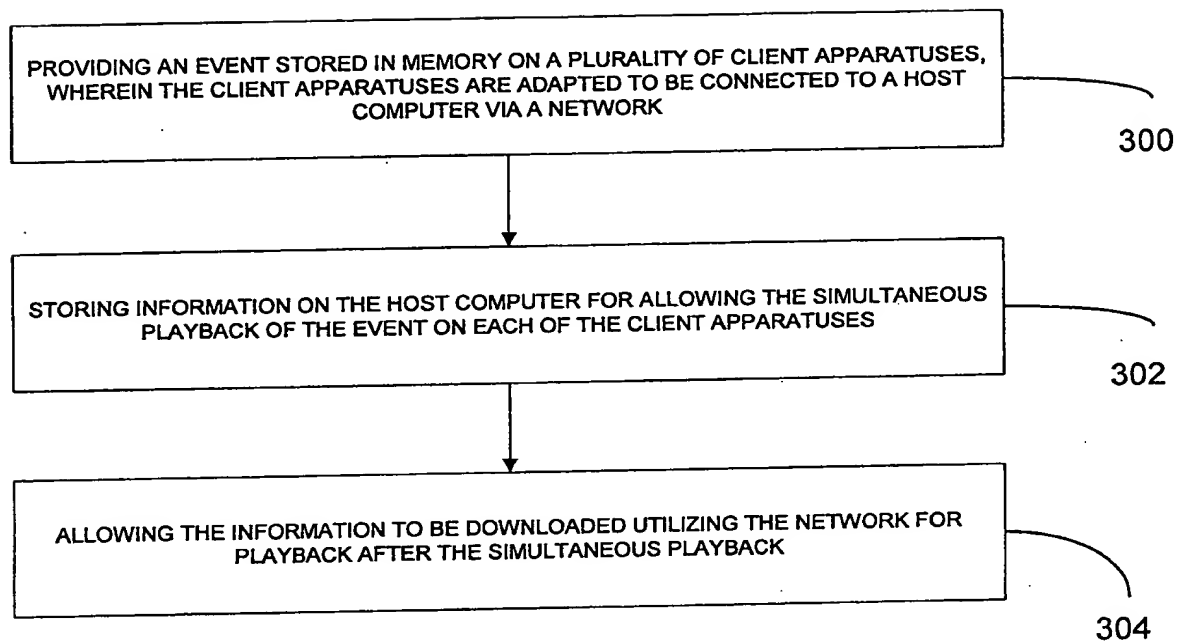 PROVIDING AN EVENT STORED IN MEMORY ON A PLURALITY OF CLIENT APPARATUSES,
WHEREIN THE CLIENT APPARATUSES ARE ADAPTED TO BE CONNECTED TO A HOST
COMPUTER VIA A NETWORK
300
STORING INFORMATION ON THE HOST COMPUTER FOR ALLOWING THE SIMULTANEOUS
PLAYBACK OF THE EVENT ON EACH OF THE CLIENT APPARATUSES
302
ALLOWING THE INFORMATION TO BE DOWNLOADED UTILIZING THE NETWORK FOR
PLAYBACK AFTER THE SIMULTANEOUS PLAYBACK
304